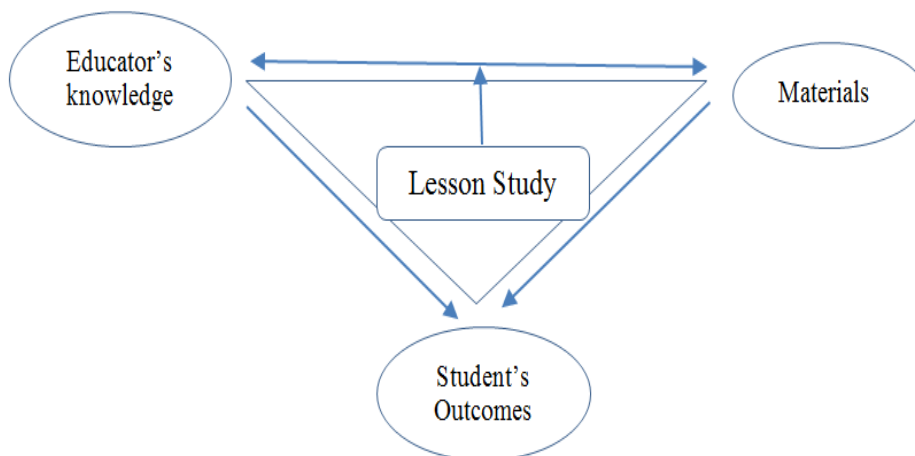 Educator’s
knowledge
Materials
Lesson Study
Student’s
Outcomes